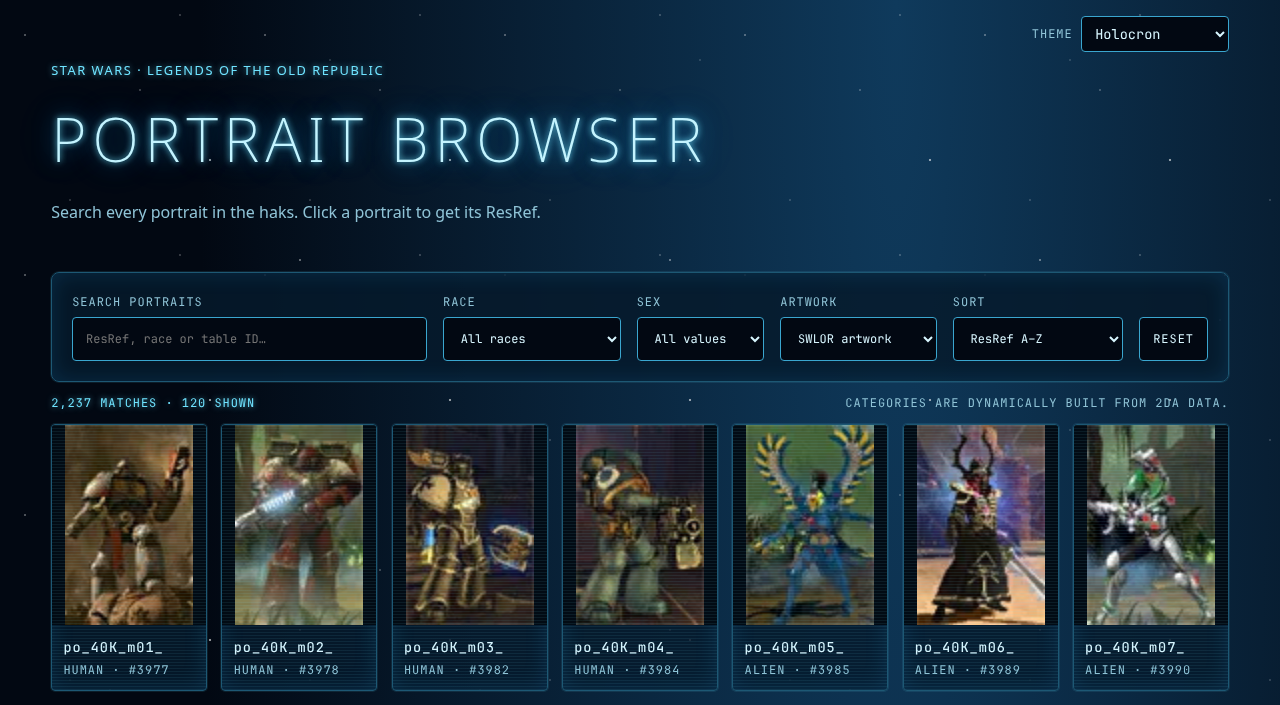 THEME Holocron
STAR WARS · LEGENDS OF THE OLD REPUBLIC
PORTRAIT BROWSER
Search every portrait in the haks. Click a portrait to get its ResRef.
SEARCH PORTRAITS RACE SEX ARTWORK SORT
ResRef, race or table ID… All races All values SWLOR artwork ResRef A–Z RESET
2,237 MATCHES · 120 SHOWN CATEGORIES ARE DYNAMICALLY BUILT FROM 2DA DATA.
po_40K_m01_ po_40K_m02_ po_40K_m03_ po_40K_m04_ po_40K_m05_ po_40K_m06_ po_40K_m07_
HUMAN · #3977 HUMAN · #3978 HUMAN · #3982 HUMAN · #3984 ALIEN · #3985 ALIEN · #3989 ALIEN · #3990